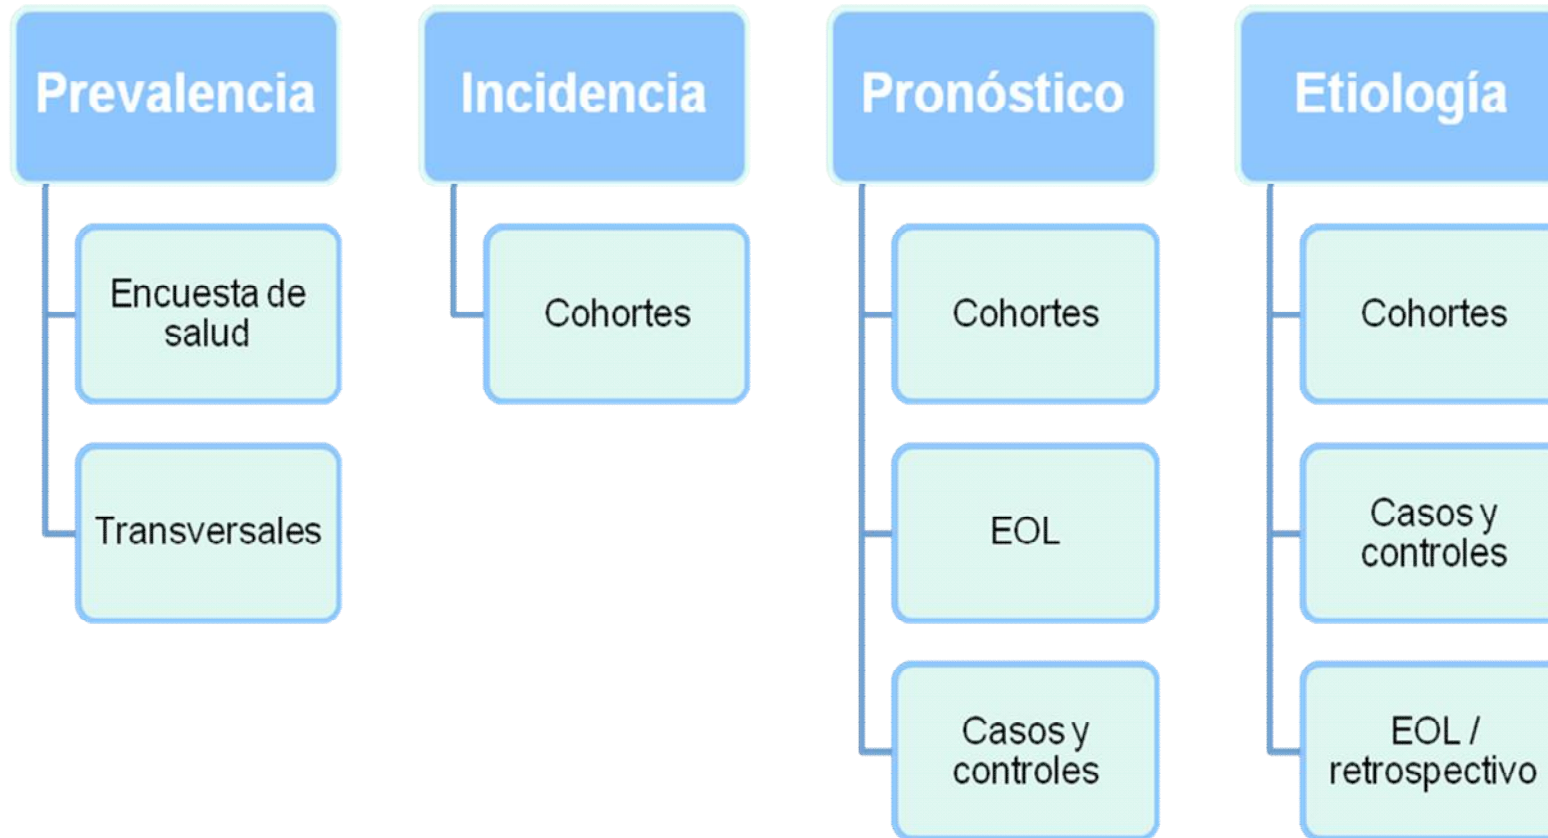 Prevalencia
Encuesta de
salud
Transversales
Incidencia
Cohortes
Pronóstico
Cohortes
EOL
Casos y
controles
Etiología
Cohortes
Casos y
controles
EOL /
retrospectivo